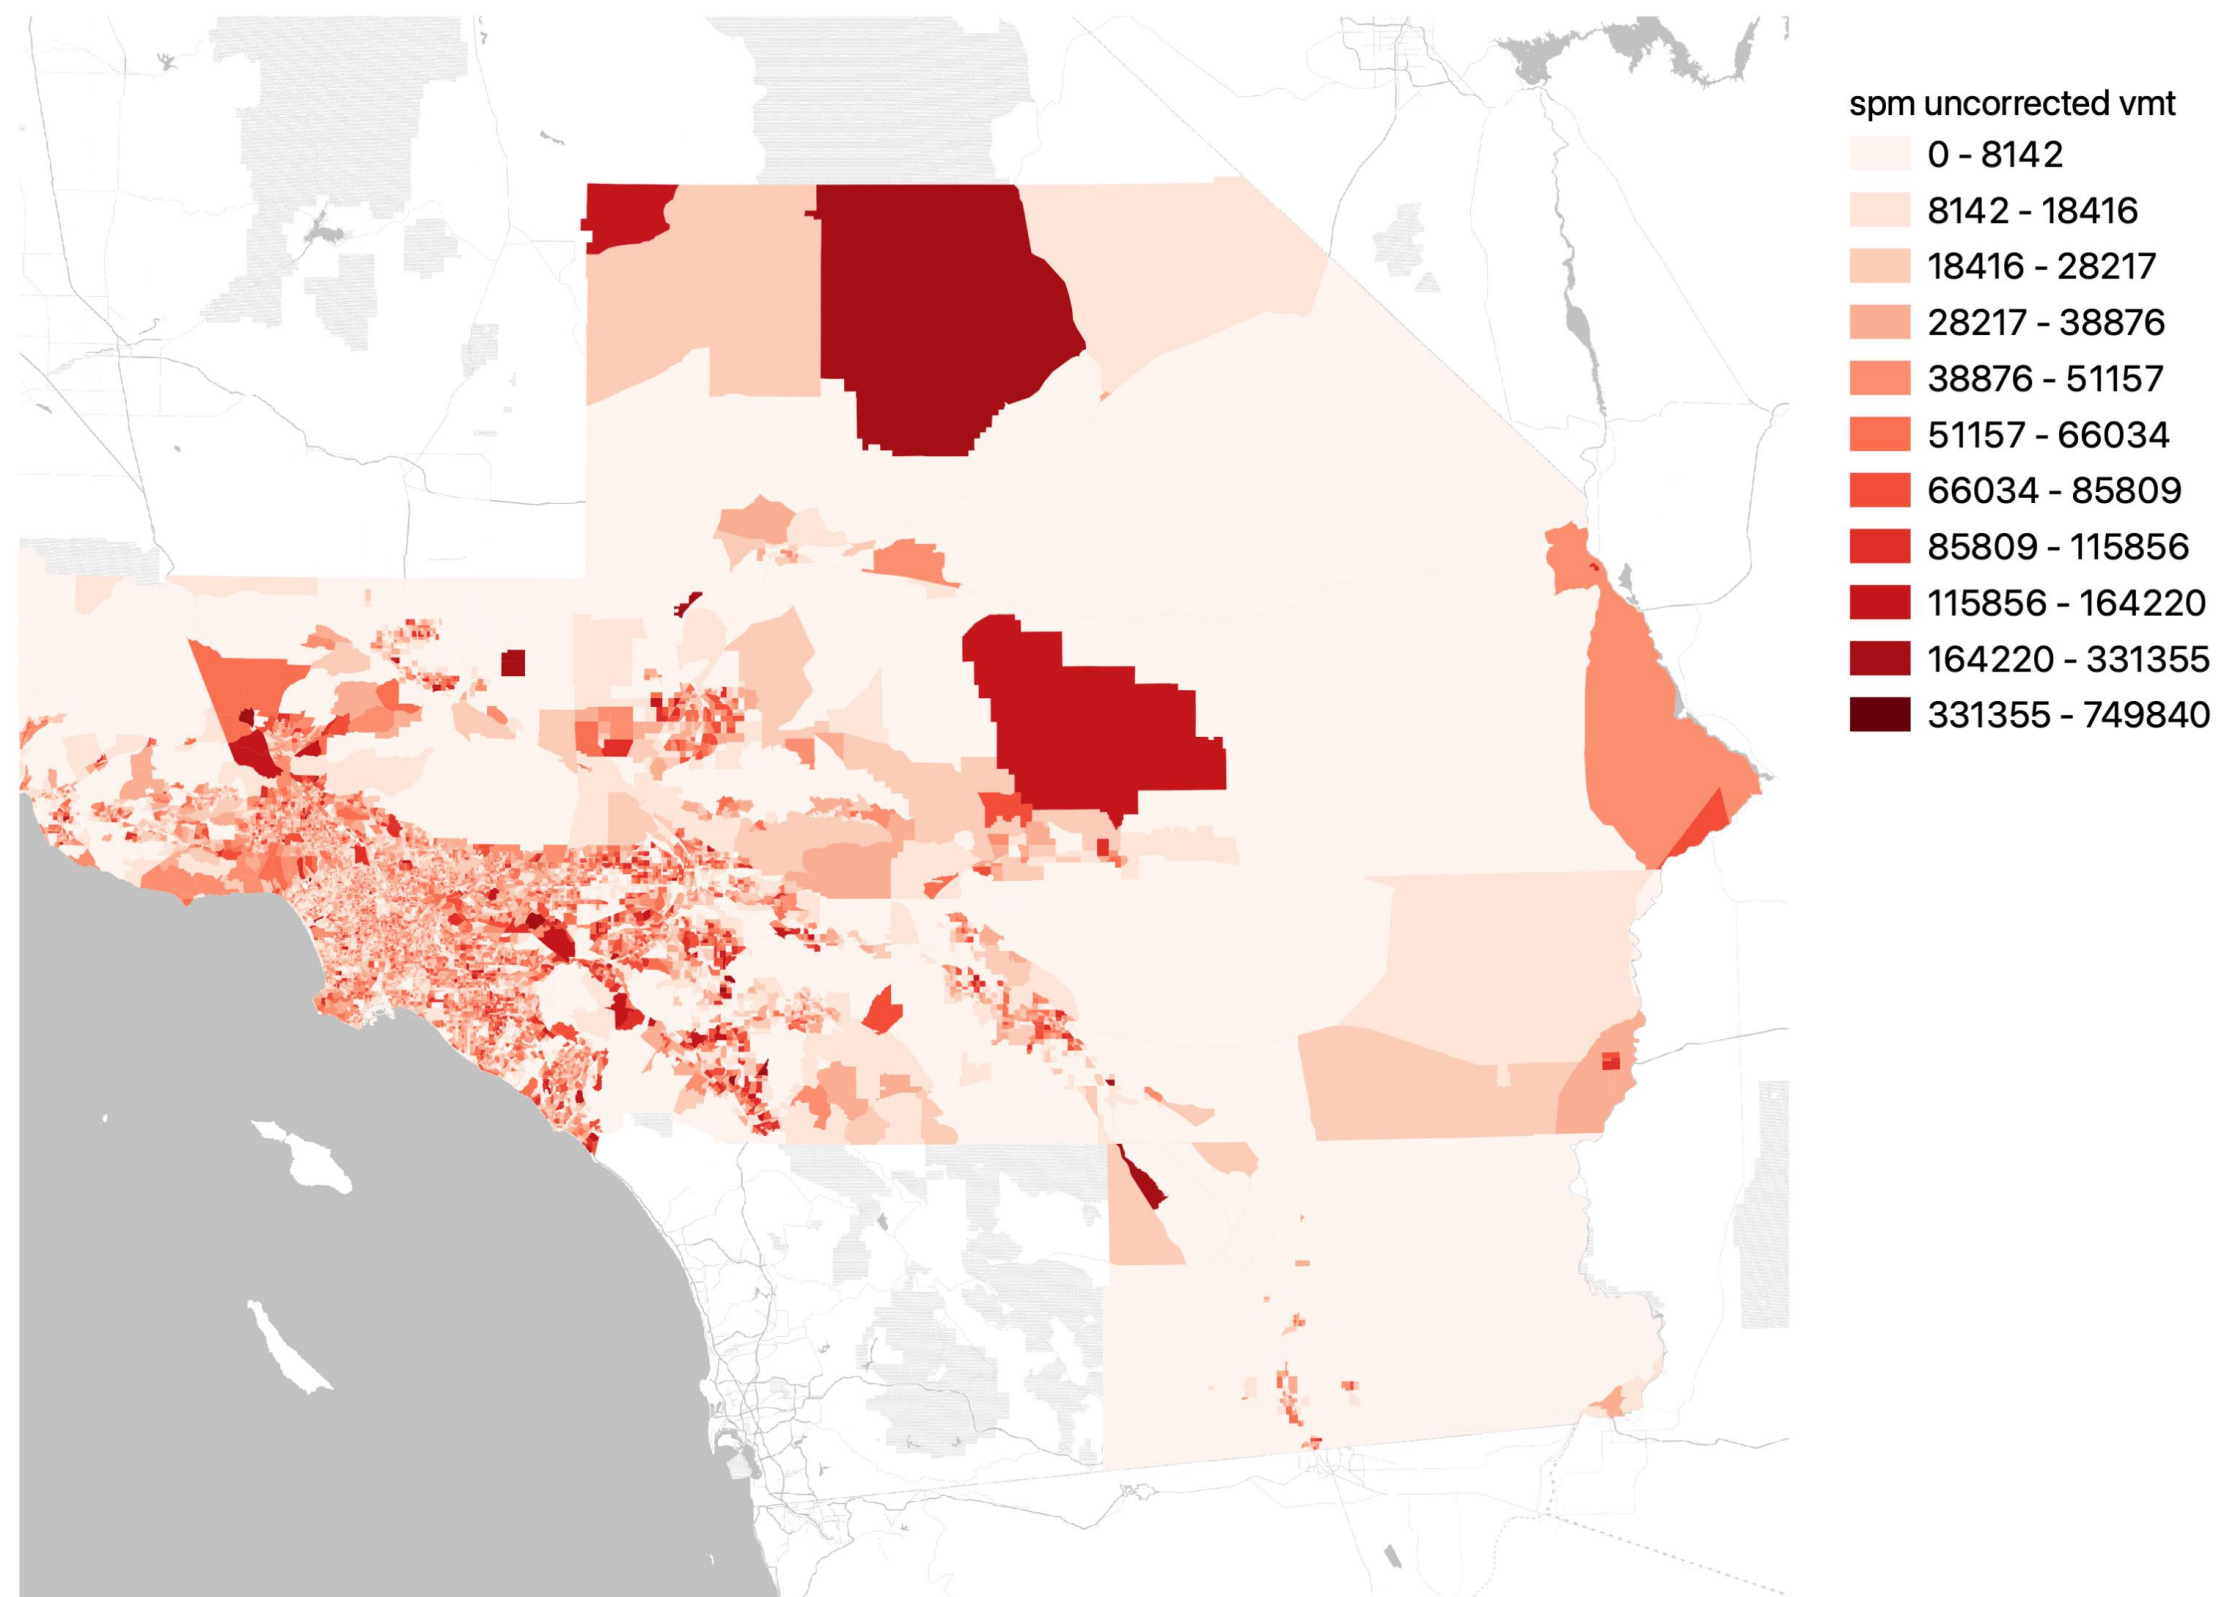 spm uncorrected vmt
0 - 8142
8142 - 18416
18416 - 28217
28217 - 38876
38876 - 51157
51157 - 66034
66034 - 85809
85809 - 115856
115856 - 164220
164220 - 331355
331355 - 749840